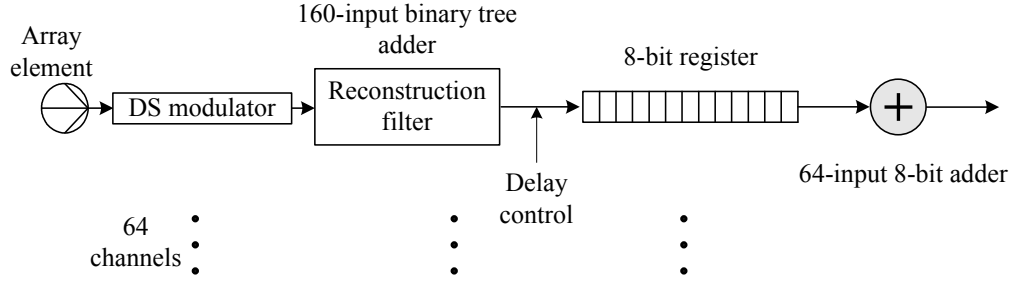 160-input binary tree
adder
Array
element
8-bit register
DS modulator
Reconstruction
filter
64-input 8-bit adder
Delay
control
64
channels